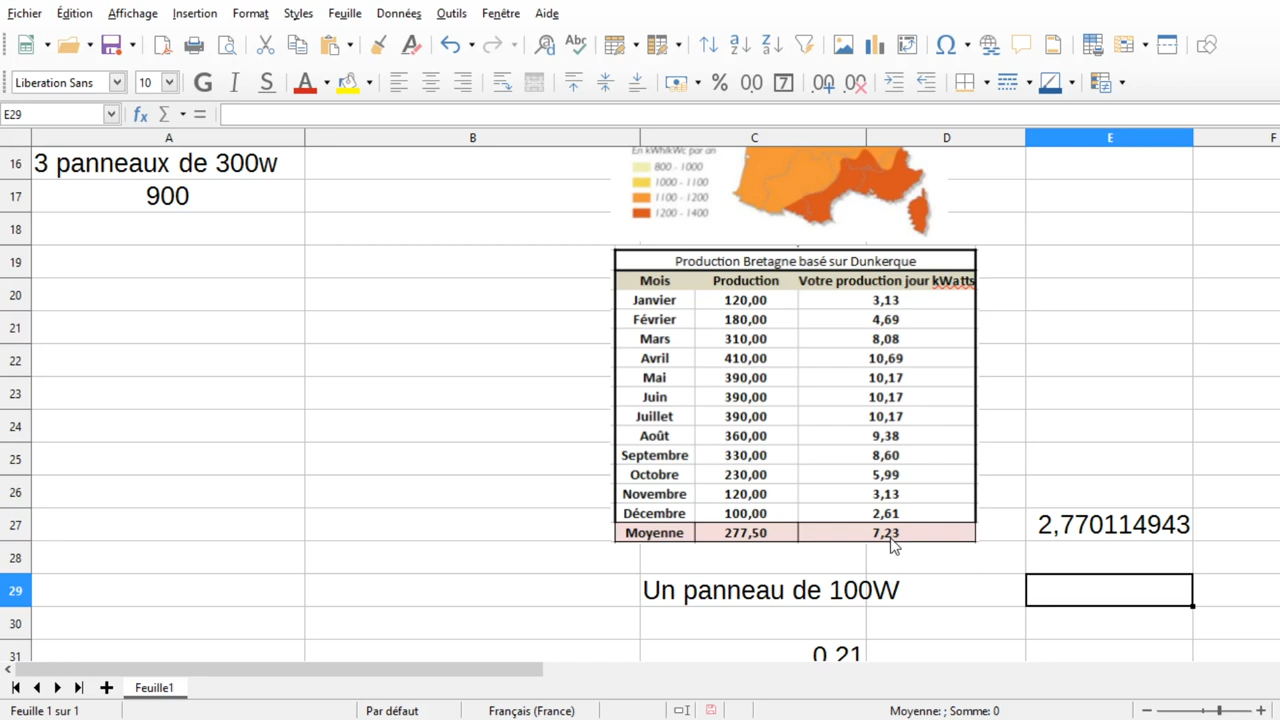 Fichier Édition Affichage Insertion Format Styles Feuille Données Outils Fenêtre Aide
Liberation Sans 10 G I S A
E29
A B C D E F
16 3 panneaux de 300w
17 900
18
19
20
21
22
23
24
25
26
27 2,770114943
28
29 Un panneau de 100W
30
31 0,21
En kWh/kWc par an
800 - 1000
1000 - 1100
1100 - 1200
1200 - 1400
Production Bretagne basé sur Dunkerque
Mois Production Votre production jour kWatts
Janvier 120,00 3,13
Février 180,00 4,69
Mars 310,00 8,08
Avril 410,00 10,69
Mai 390,00 10,17
Juin 390,00 10,17
Juillet 390,00 10,17
Août 360,00 9,38
Septembre 330,00 8,60
Octobre 230,00 5,99
Novembre 120,00 3,13
Décembre 100,00 2,61
Moyenne 277,50 7,23
Feuille1
Feuille 1 sur 1 Par défaut Français (France) Moyenne: ; Somme: 0